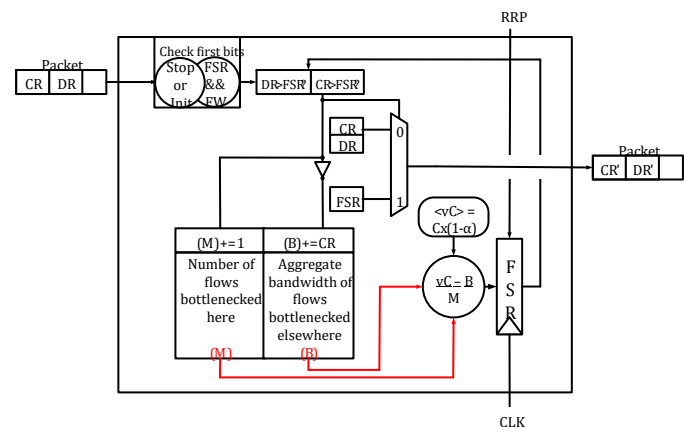 RRP
Packet
CR DR
Check first bits
Stop or Init
FSR && FW
DR>FSR? CR>FSR?
CR
DR
0
FSR
1
Packet
CR' DR'
<vC> =
Cx(1-α)
(M)+=1
(B)+=CR
Number of
flows
bottlenecked
here
(M)
Aggregate
bandwidth of
flows
bottlenecked
elsewhere
(B)
vC – B
M
F
S
R
CLK